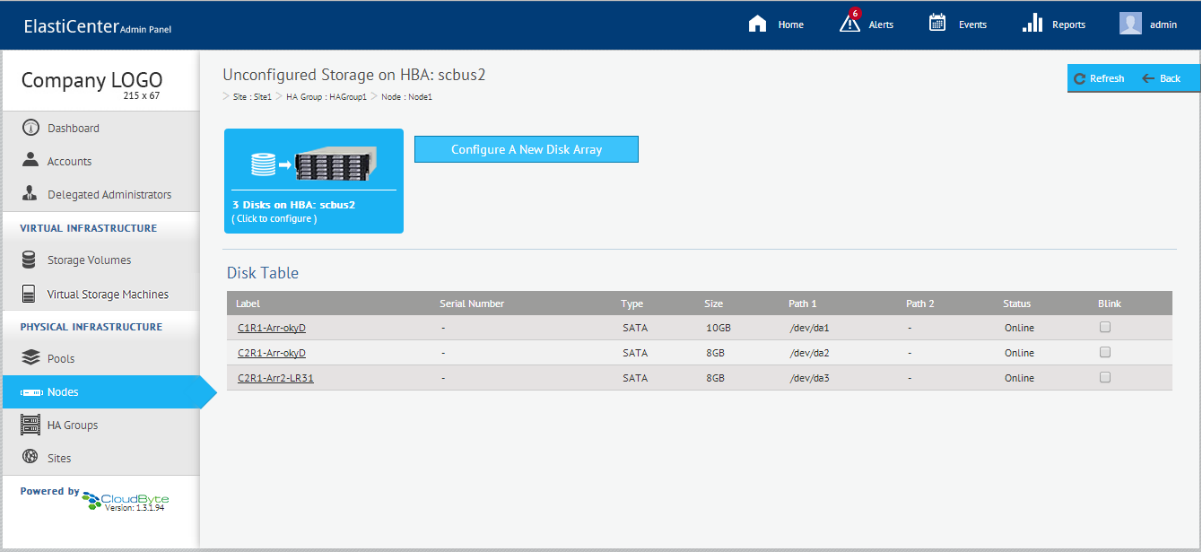 ElastiCenter Admin Panel
Home
6
Alerts
Events
Reports
admin
Company LOGO
215 x 67
Dashboard
Accounts
Delegated Administrators
VIRTUAL INFRASTRUCTURE
Storage Volumes
Virtual Storage Machines
PHYSICAL INFRASTRUCTURE
Pools
Nodes
HA Groups
Sites
Powered by CloudByte
Version: 1.3.1.94
Unconfigured Storage on HBA: scbus2
> Site : Site1 > HA Group : HAGroup1 > Node : Node1
Refresh
Back
3 Disks on HBA: scbus2
( Click to configure )
Configure A New Disk Array
Disk Table
Label Serial Number Type Size Path 1 Path 2 Status Blink
C1R1-Arr-okyD - SATA 10GB /dev/da1 - Online
C2R1-Arr-okyD - SATA 8GB /dev/da2 - Online
C2R1-Arr2-LR31 - SATA 8GB /dev/da3 - Online